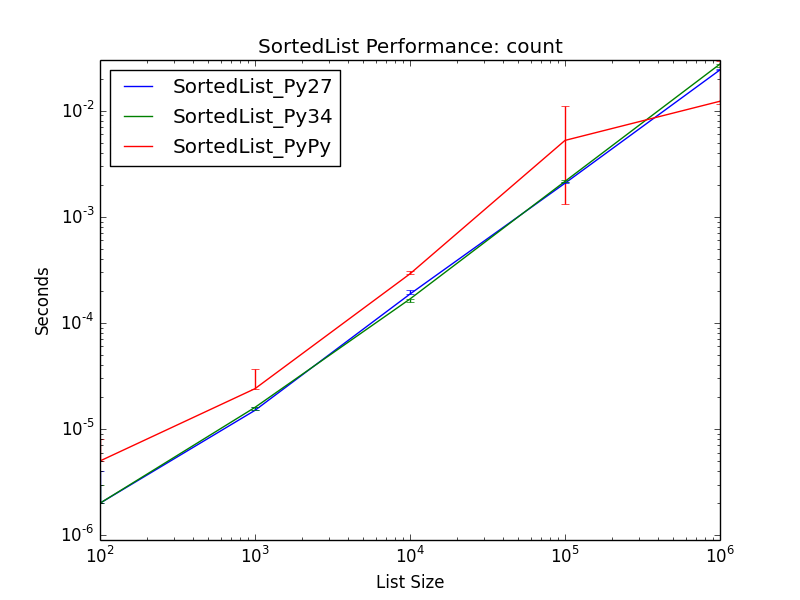 SortedList Performance: count
SortedList_Py27
SortedList_Py34
SortedList_PyPy
Seconds
10^-2
10^-3
10^-4
10^-5
10^-6
10^2 10^3 10^4 10^5 10^6
List Size